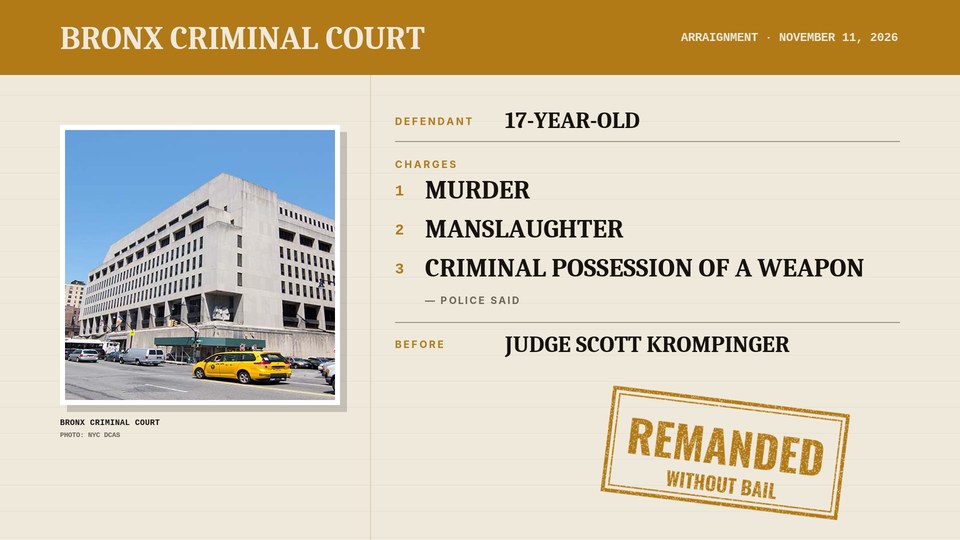 BRONX CRIMINAL COURT
ARRAIGNMENT · NOVEMBER 11, 2026
DEFENDANT 17-YEAR-OLD
CHARGES
1 MURDER
2 MANSLAUGHTER
3 CRIMINAL POSSESSION OF A WEAPON
— POLICE SAID
BEFORE JUDGE SCOTT KROMPINGER
BRONX CRIMINAL COURT
PHOTO: NYC DCAS
REMANDED
WITHOUT BAiL